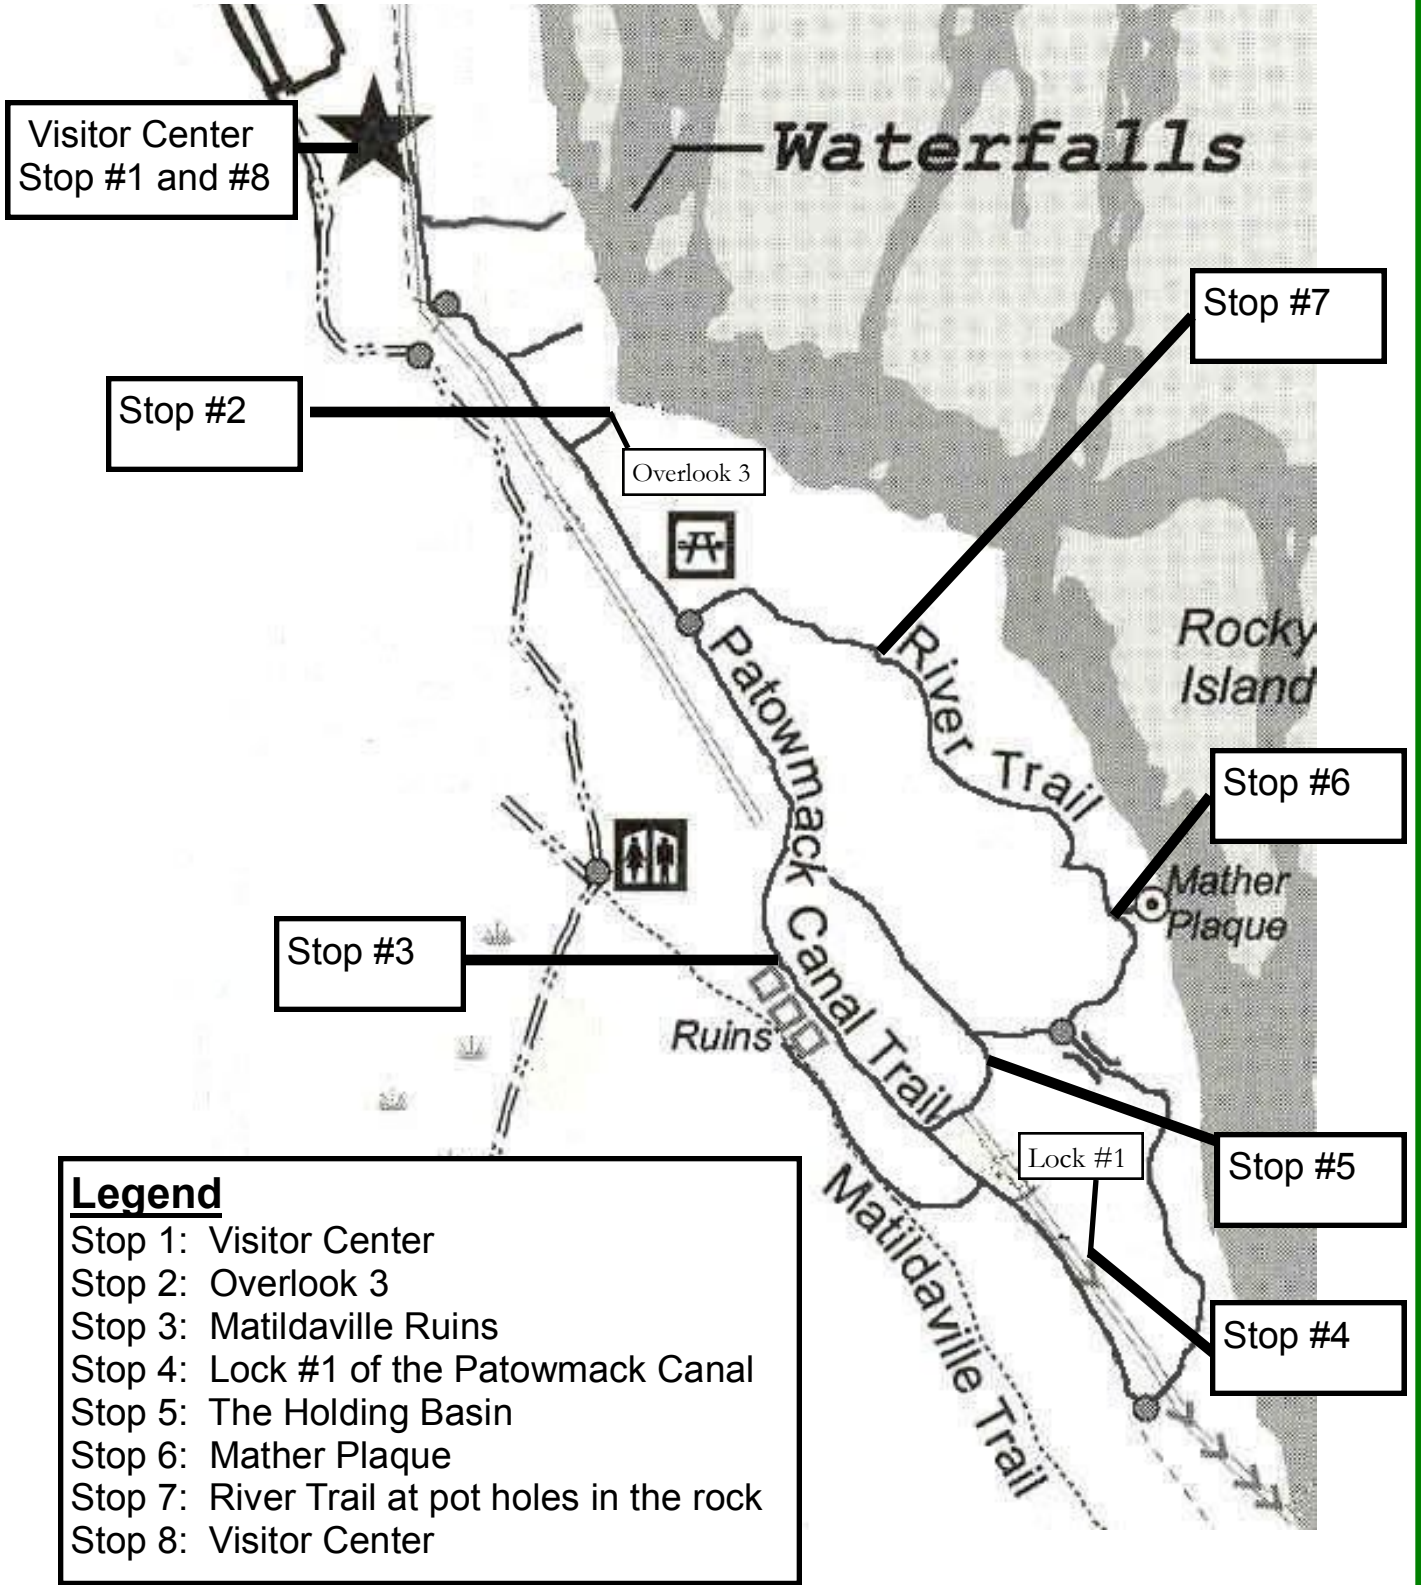 Visitor Center
Stop #1 and #8
Waterfalls
Stop #7
Stop #2
Overlook 3
River Trail
Rocky
Island
Patowmack Canal Trail
Stop #6
Mather
Plaque
Stop #3
Ruins
Lock #1
Stop #5
Matildaville Trail
Stop #4
Legend
Stop 1: Visitor Center
Stop 2: Overlook 3
Stop 3: Matildaville Ruins
Stop 4: Lock #1 of the Patowmack Canal
Stop 5: The Holding Basin
Stop 6: Mather Plaque
Stop 7: River Trail at pot holes in the rock
Stop 8: Visitor Center